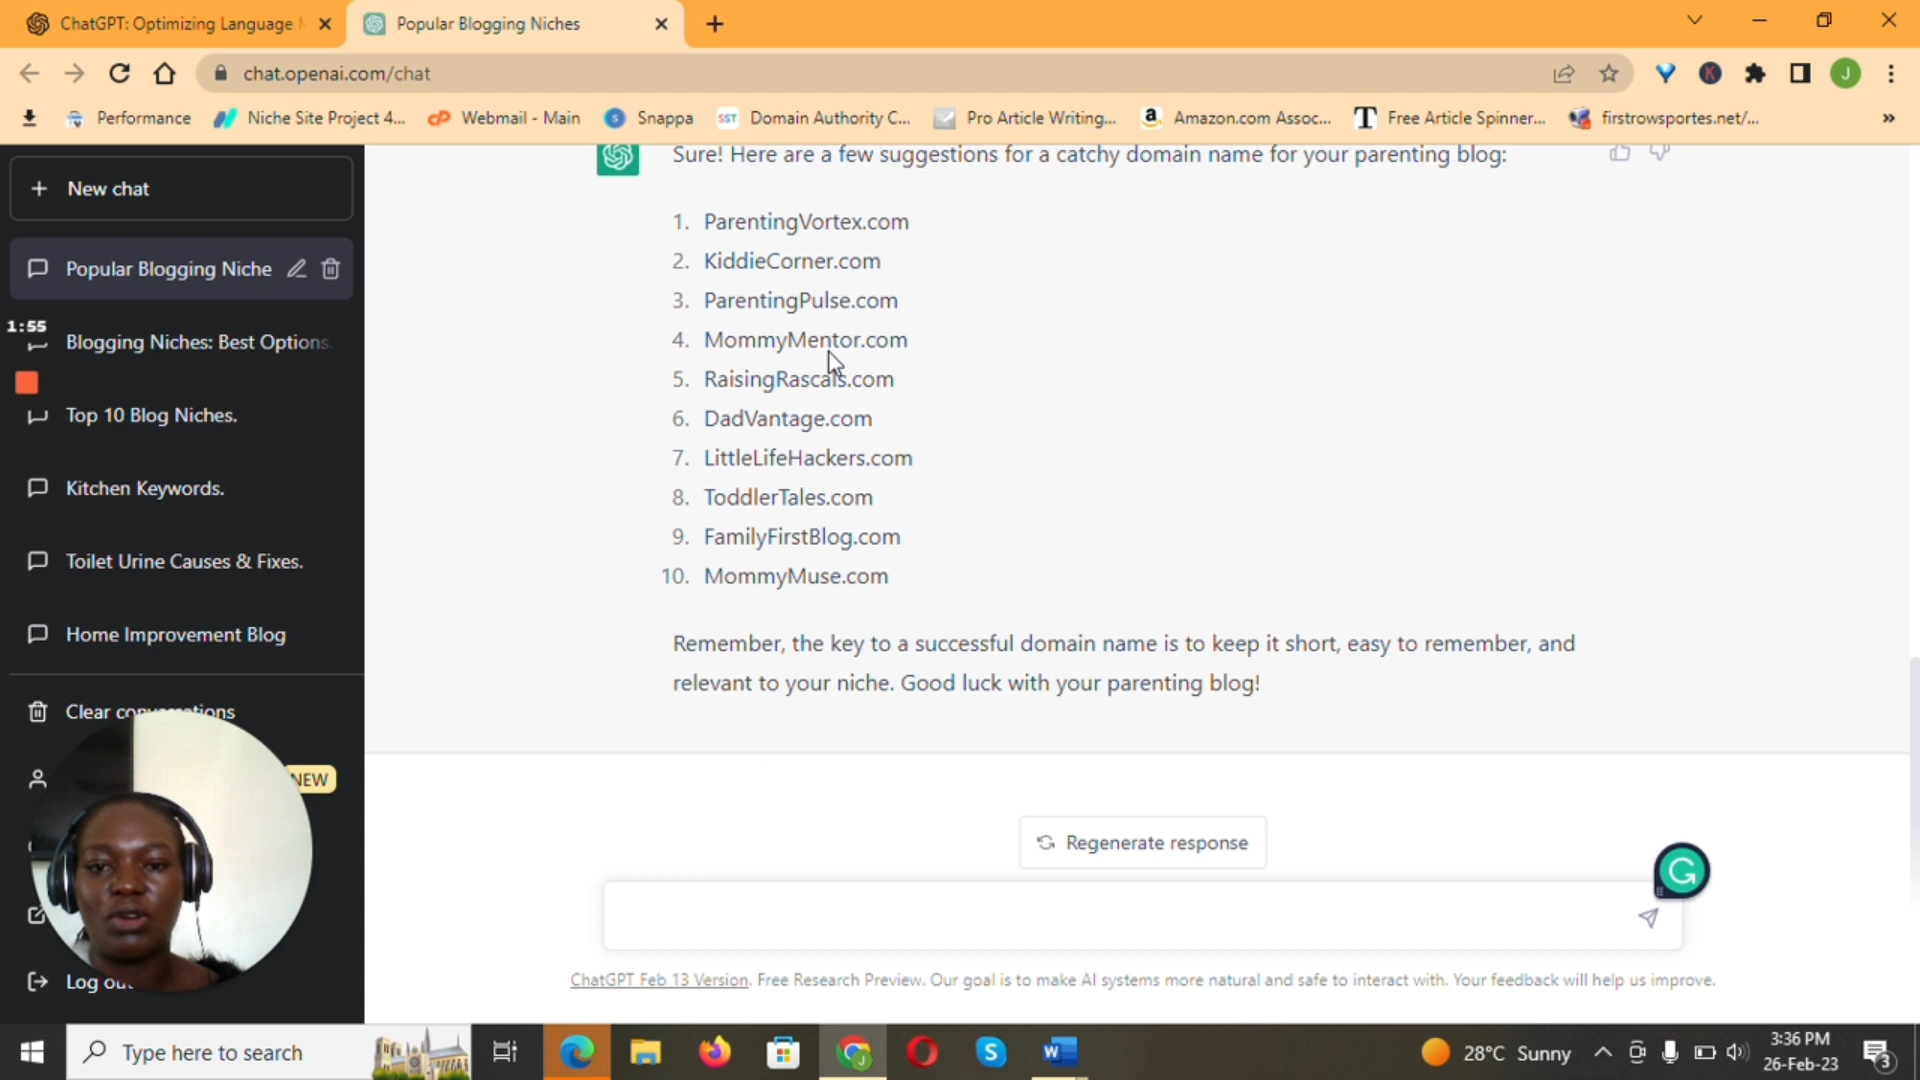 ChatGPT: Optimizing Language
Popular Blogging Niches
chat.openai.com/chat
K
J
Performance
Niche Site Project 4...
cP
Webmail - Main
S
Snappa
SST
Domain Authority C...
Pro Article Writing...
a
Amazon.com Assoc...
T
Free Article Spinner...
firstrowsportes.net/...
»
+ New chat
Popular Blogging Niche
1:55
Blogging Niches: Best Options.
Top 10 Blog Niches.
Kitchen Keywords.
Toilet Urine Causes & Fixes.
Home Improvement Blog
Clear conversations
NEW
Log out
Sure! Here are a few suggestions for a catchy domain name for your parenting blog:
1. ParentingVortex.com
2. KiddieCorner.com
3. ParentingPulse.com
4. MommyMentor.com
5. RaisingRascals.com
6. DadVantage.com
7. LittleLifeHackers.com
8. ToddlerTales.com
9. FamilyFirstBlog.com
10. MommyMuse.com
Remember, the key to a successful domain name is to keep it short, easy to remember, and
relevant to your niche. Good luck with your parenting blog!
Regenerate response
G
ChatGPT Feb 13 Version. Free Research Preview. Our goal is to make AI systems more natural and safe to interact with. Your feedback will help us improve.
Type here to search
J
S
W
28°C Sunny
3:36 PM
26-Feb-23
3